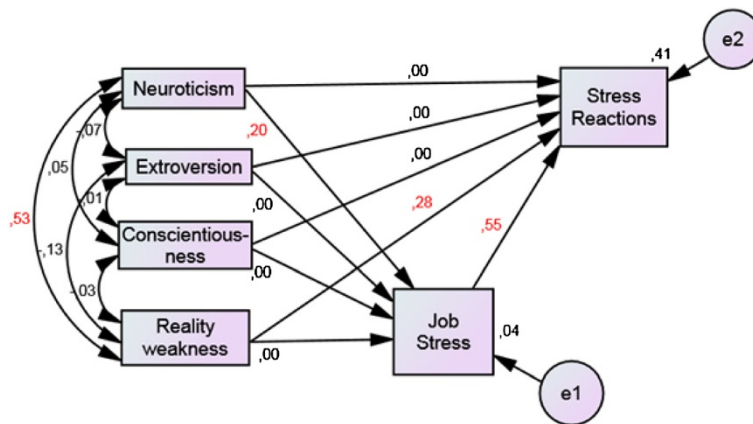 e2
,41
Neuroticism
,00
Stress
Reactions
-,07
,20
,00
,05
Extroversion
,00
,01
,00
,28
,53
Conscientious-
ness
,55
-,13
,00
-,03
Reality
weakness
Job
Stress
,04
,00
e1